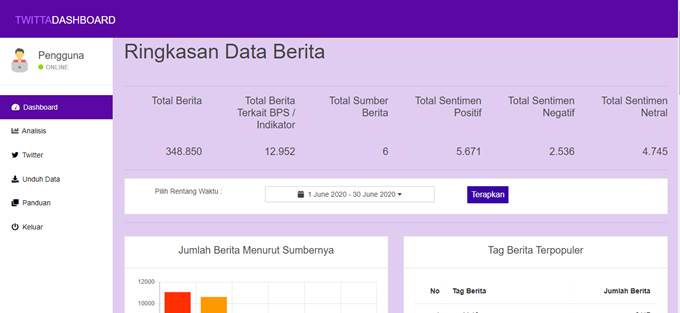 TWITTADASHBOARD
Pengguna
ONLINE
Dashboard
Analisis
Twitter
Unduh Data
Panduan
Keluar
Ringkasan Data Berita
Total Berita
348.850
Total Berita
Terkait BPS /
Indikator
12.952
Total Sumber
Berita
6
Total Sentimen
Positif
5.671
Total Sentimen
Negatif
2.536
Total Sentimen
Netral
4.745
Pilih Rentang Waktu :
1 June 2020 - 30 June 2020
Terapkan
Jumlah Berita Menurut Sumbernya
12000
10000
Tag Berita Terpopuler
No Tag Berita Jumlah Berita